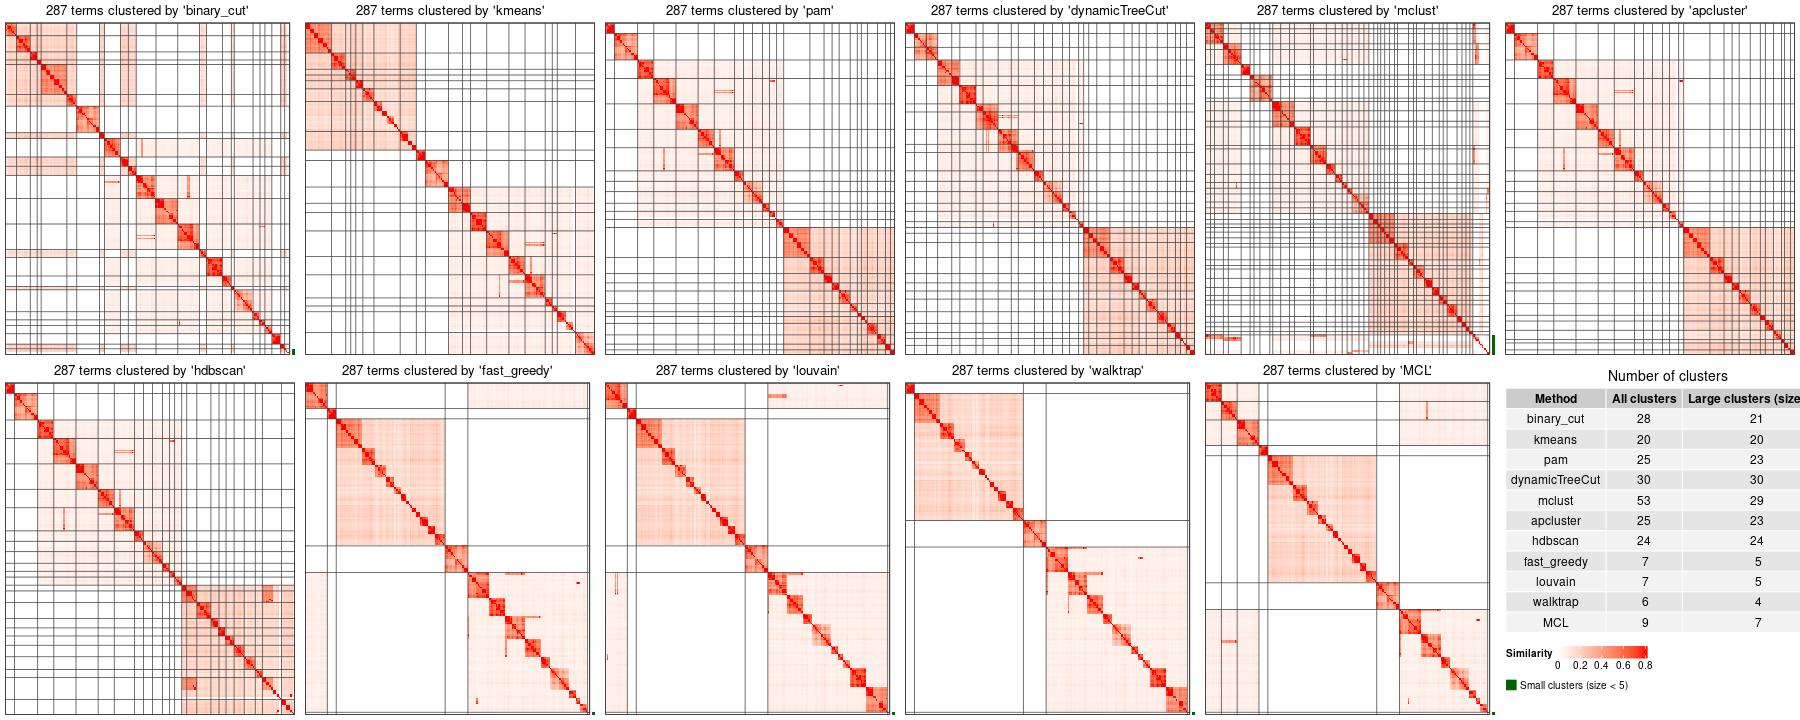 287 terms clustered by 'binary_cut'
287 terms clustered by 'kmeans'
287 terms clustered by 'pam'
287 terms clustered by 'dynamicTreeCut'
287 terms clustered by 'mclust'
287 terms clustered by 'apcluster'
287 terms clustered by 'hdbscan'
287 terms clustered by 'fast_greedy'
287 terms clustered by 'louvain'
287 terms clustered by 'walktrap'
287 terms clustered by 'MCL'
Number of clusters
Method All clusters Large clusters (size
binary_cut 28 21
kmeans 20 20
pam 25 23
dynamicTreeCut 30 30
mclust 53 29
apcluster 25 23
hdbscan 24 24
fast_greedy 7 5
louvain 7 5
walktrap 6 4
MCL 9 7
Similarity
0 0.2 0.4 0.6 0.8
Small clusters (size < 5)